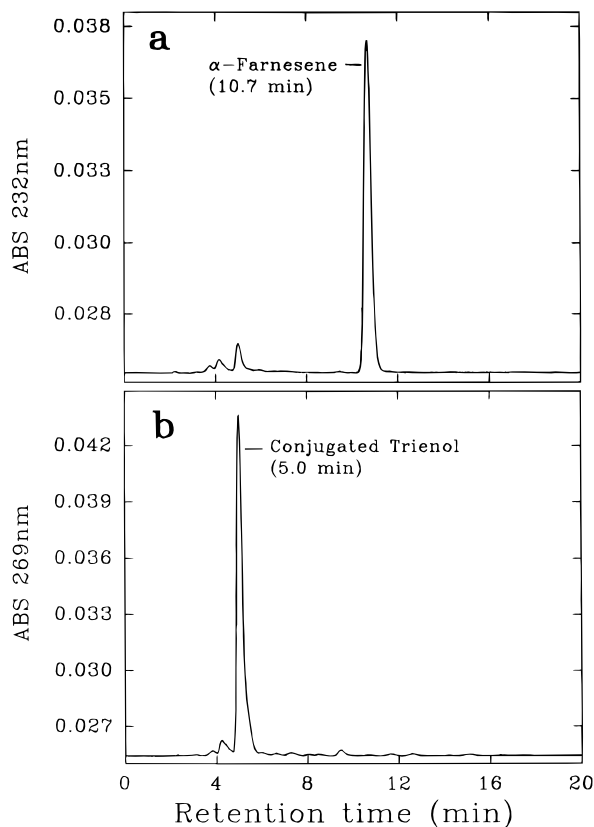 a
α-Farnesene
(10.7 min)
ABS 232nm
0.038
0.035
0.033
0.030
0.028
b
Conjugated Trienol
(5.0 min)
ABS 269nm
0.042
0.039
0.036
0.033
0.030
0.027
0 4 8 12 16 20
Retention time (min)